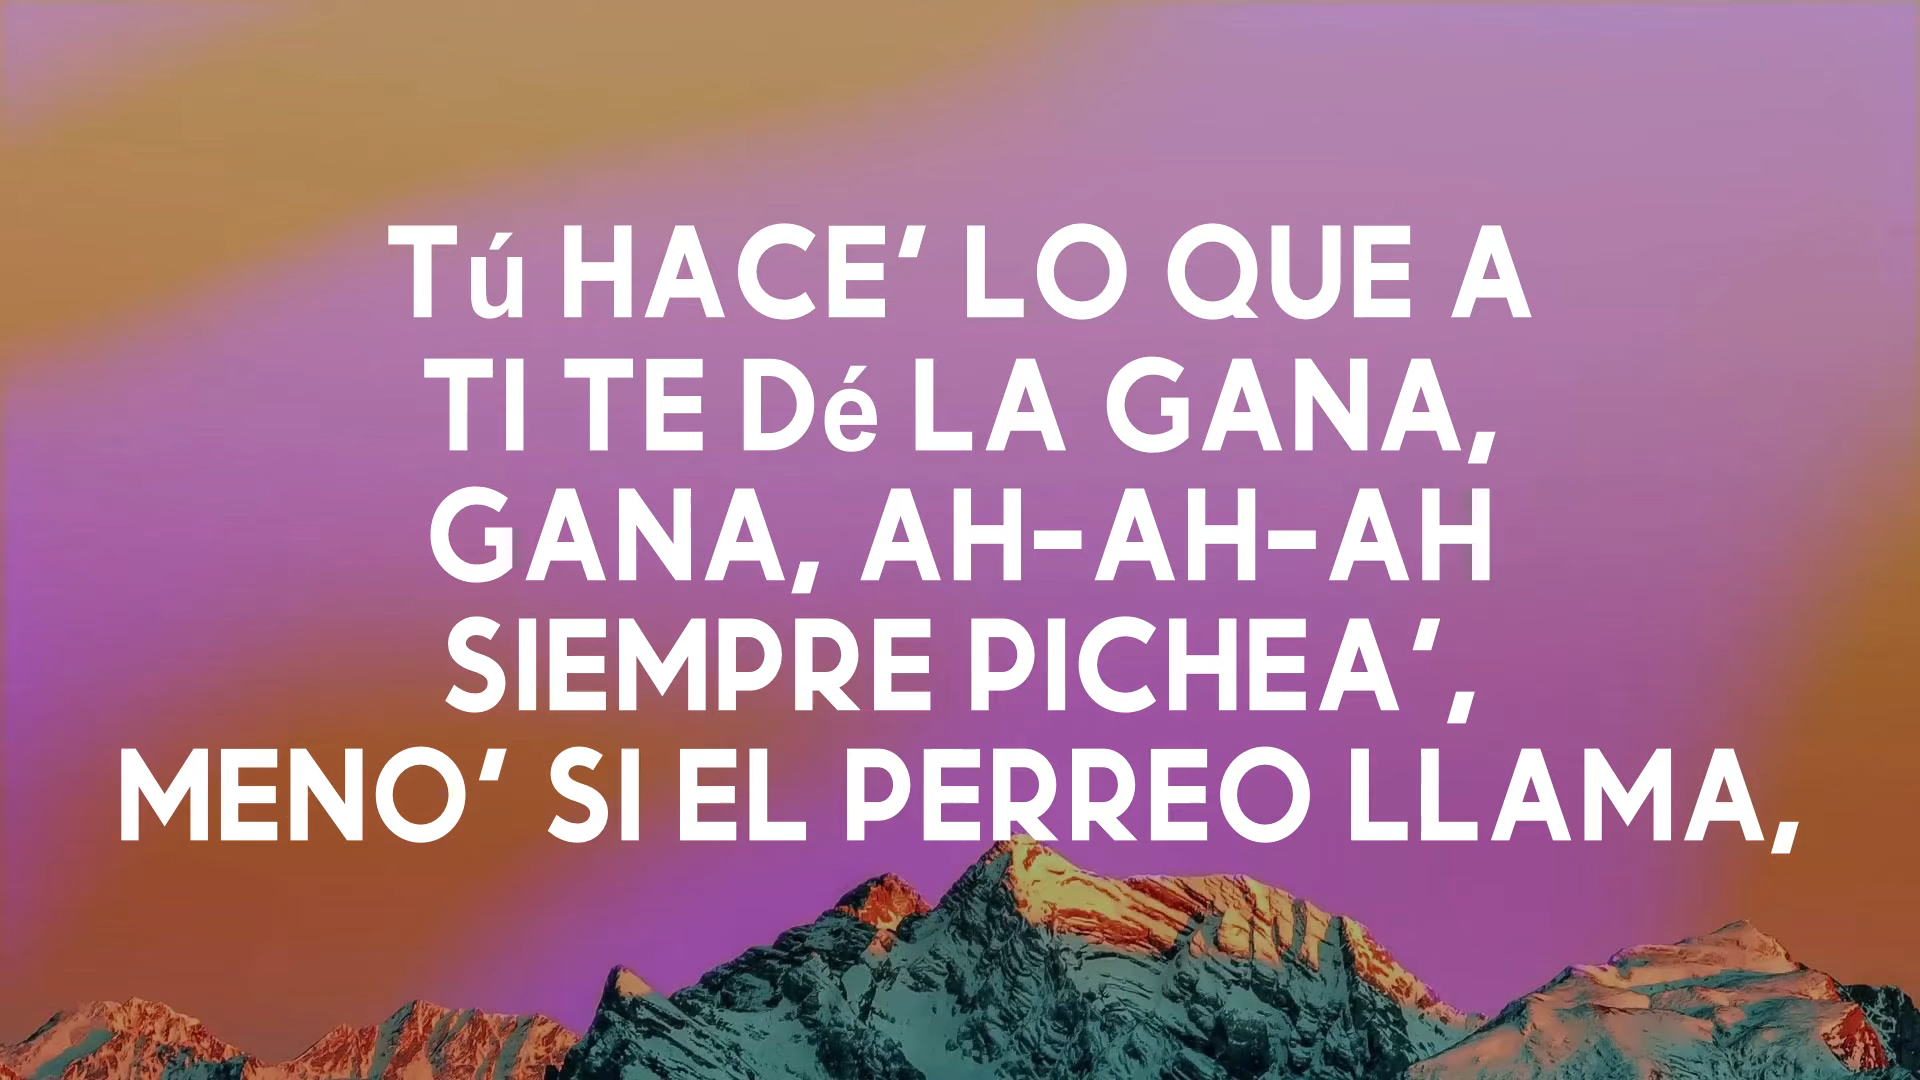 Tú HACE' LO QUE A
TI TE Dé LA GANA,
GANA, AH-AH-AH
SIEMPRE PICHEA',
MENO' SI EL PERREO LLAMA,